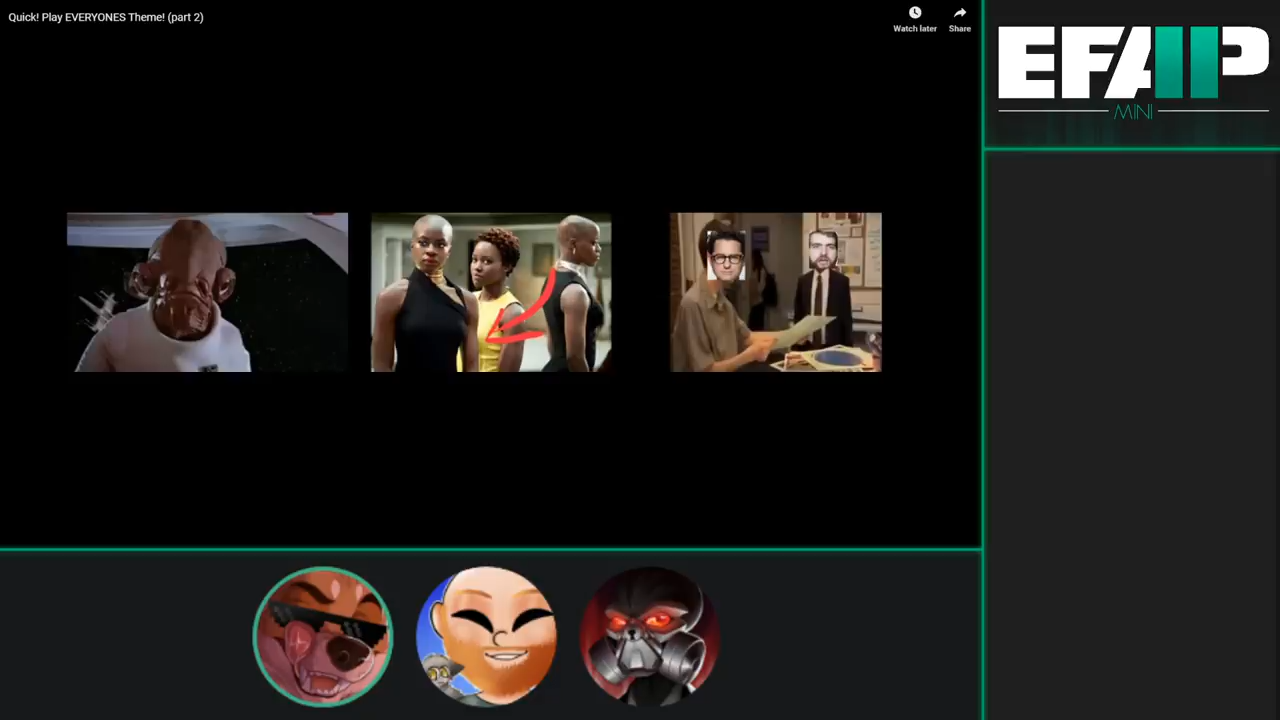 Quick! Play EVERYONES Theme! (part 2)
Watch later
Share
EFAP
MINI